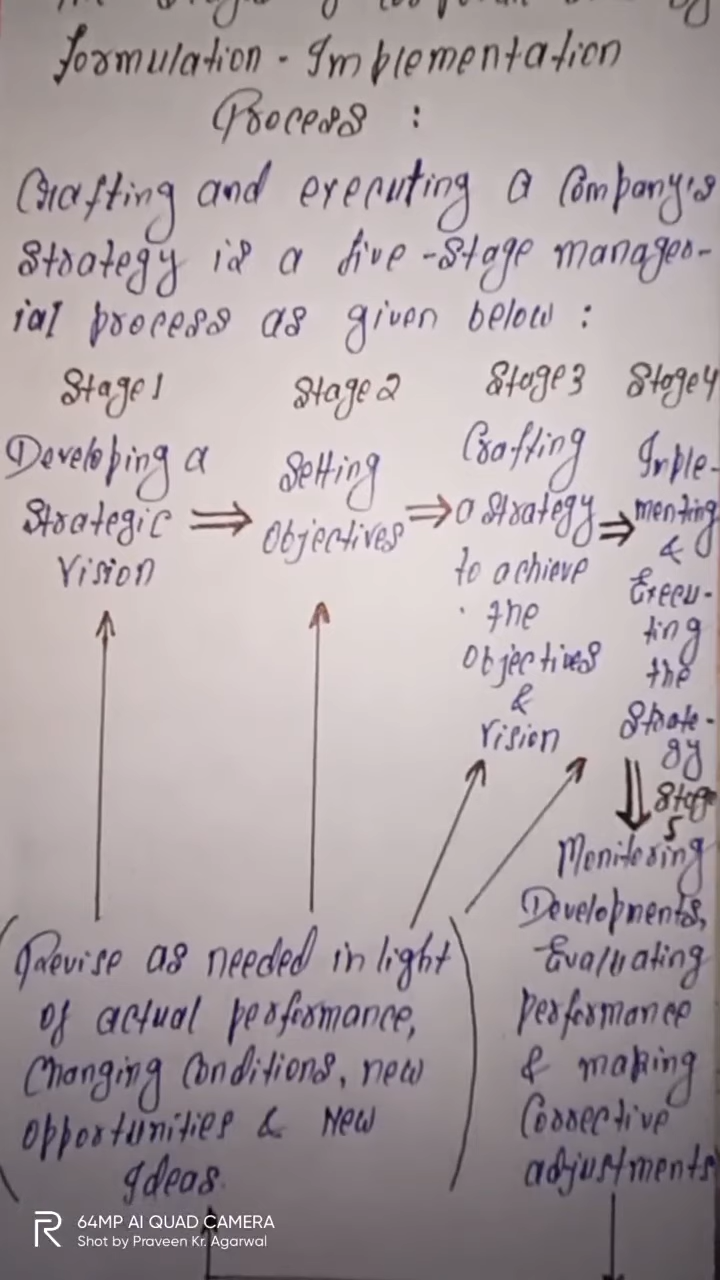 formulation - Implementation
Process :
Crafting and executing a Company's
strategy is a five-stage manager-
ial process as given below :
Stage 1
Developing a
Strategic
Vision
Stage 2
Setting
Objectives
Stage 3
Crafting
a strategy
to achieve
the
Objectives
&
Vision
Stage 4
Imple-
menting
&
Execu-
ting
the
Strate-
gy
Stage
5
Monitoring
Developments,
Evaluating
performance
& making
Corrective
adjustments
(Revise as needed in light
of actual performance,
Changing Conditions, new
opportunities & New
Ideas.)
64MP AI QUAD CAMERA
Shot by Praveen Kr. Agarwal